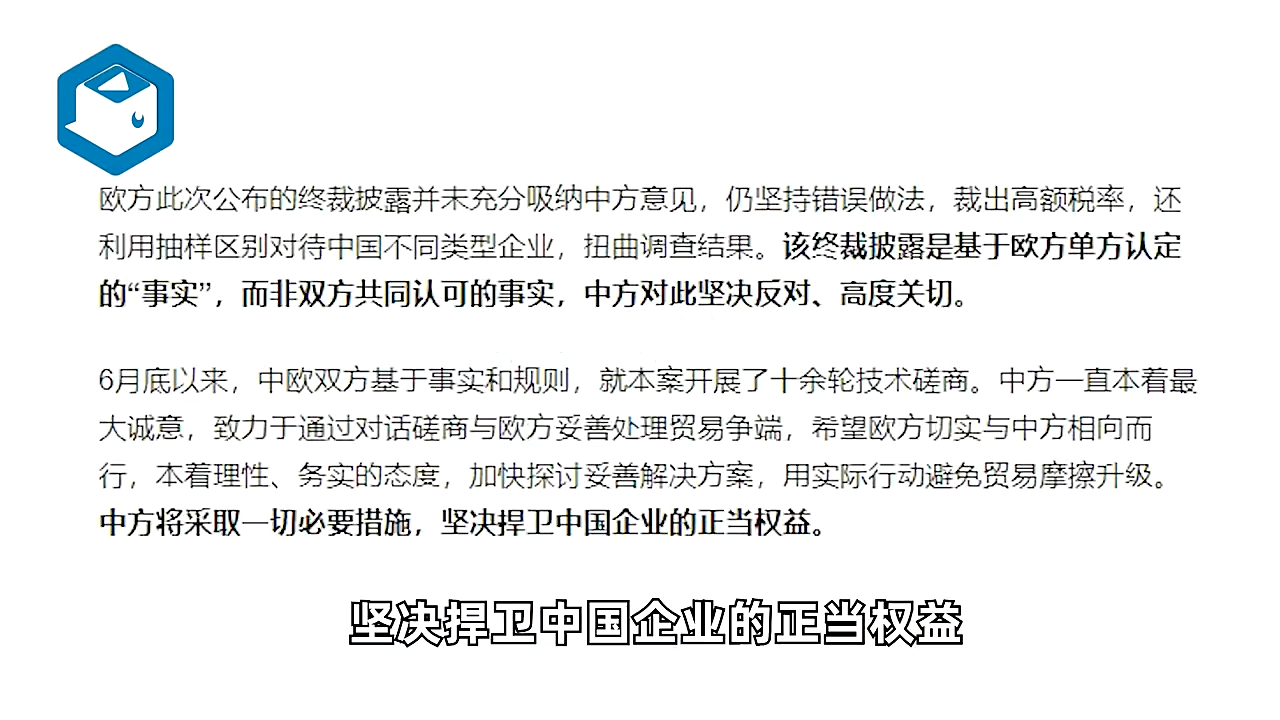 欧方此次公布的终裁披露并未充分吸纳中方意见，仍坚持错误做法，裁出高额税率，还
利用抽样区别对待中国不同类型企业，扭曲调查结果。该终裁披露是基于欧方单方认定
的“事实”，而非双方共同认可的事实，中方对此坚决反对、高度关切。
6月底以来，中欧双方基于事实和规则，就本案开展了十余轮技术磋商。中方一直本着最
大诚意，致力于通过对话磋商与欧方妥善处理贸易争端，希望欧方切实与中方相向而
行，本着理性、务实的态度，加快探讨妥善解决方案，用实际行动避免贸易摩擦升级。
中方将采取一切必要措施，坚决捍卫中国企业的正当权益。
坚决捍卫中国企业的正当权益